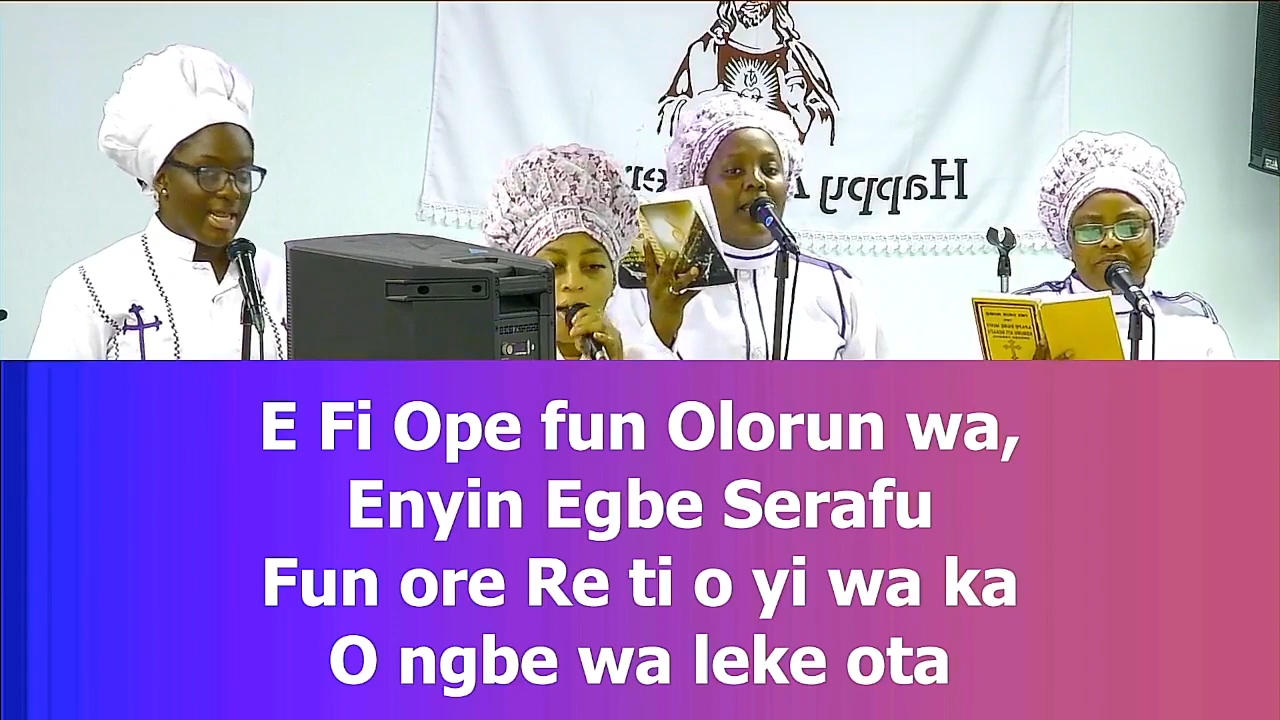 Happy
E Fi Ope fun Olorun wa,
Enyin Egbe Serafu
Fun ore Re ti o yi wa ka
O ngbe wa leke ota